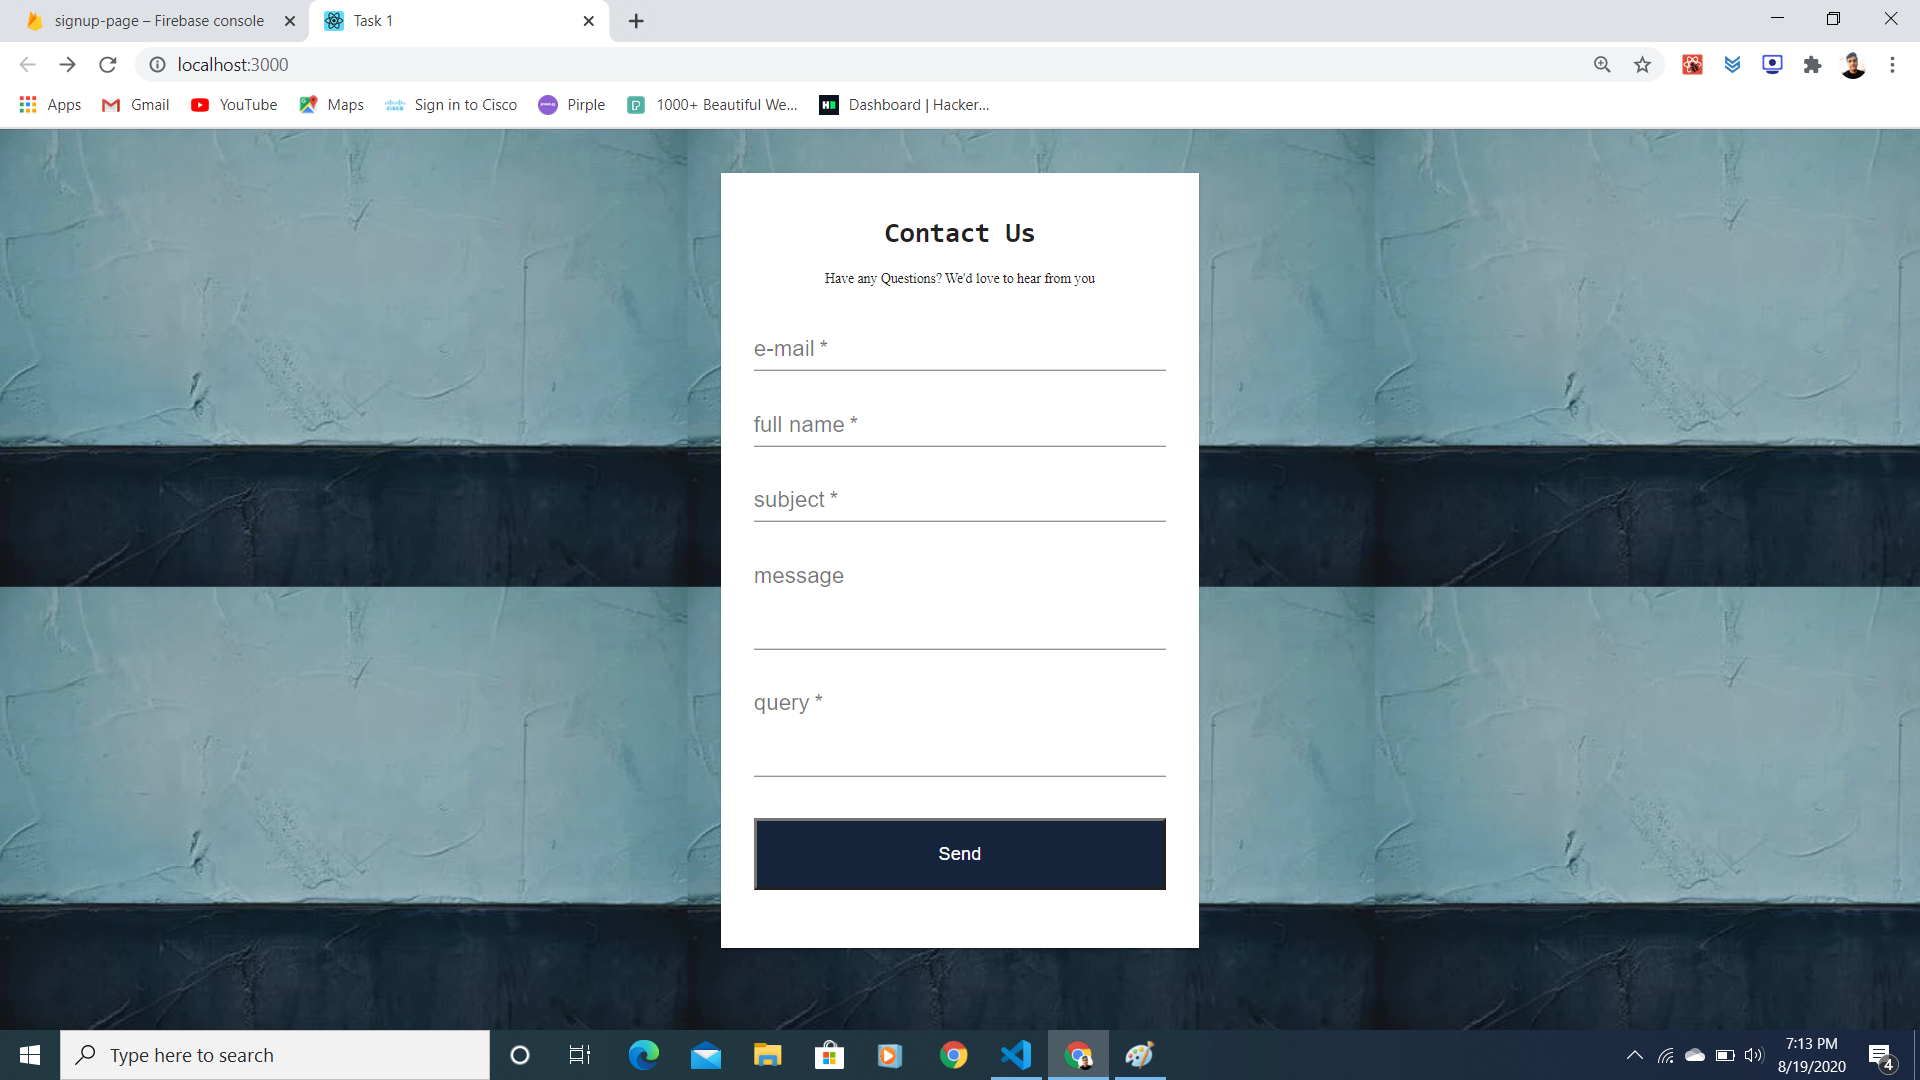 signup-page – Firebase console
Task 1
localhost:3000
Apps
Gmail
YouTube
Maps
Sign in to Cisco
Pirple
1000+ Beautiful We...
Dashboard | Hacker...
Contact Us
Have any Questions? We'd love to hear from you
e-mail *
full name *
subject *
message
query *
Send
Type here to search
7:13 PM
8/19/2020
4